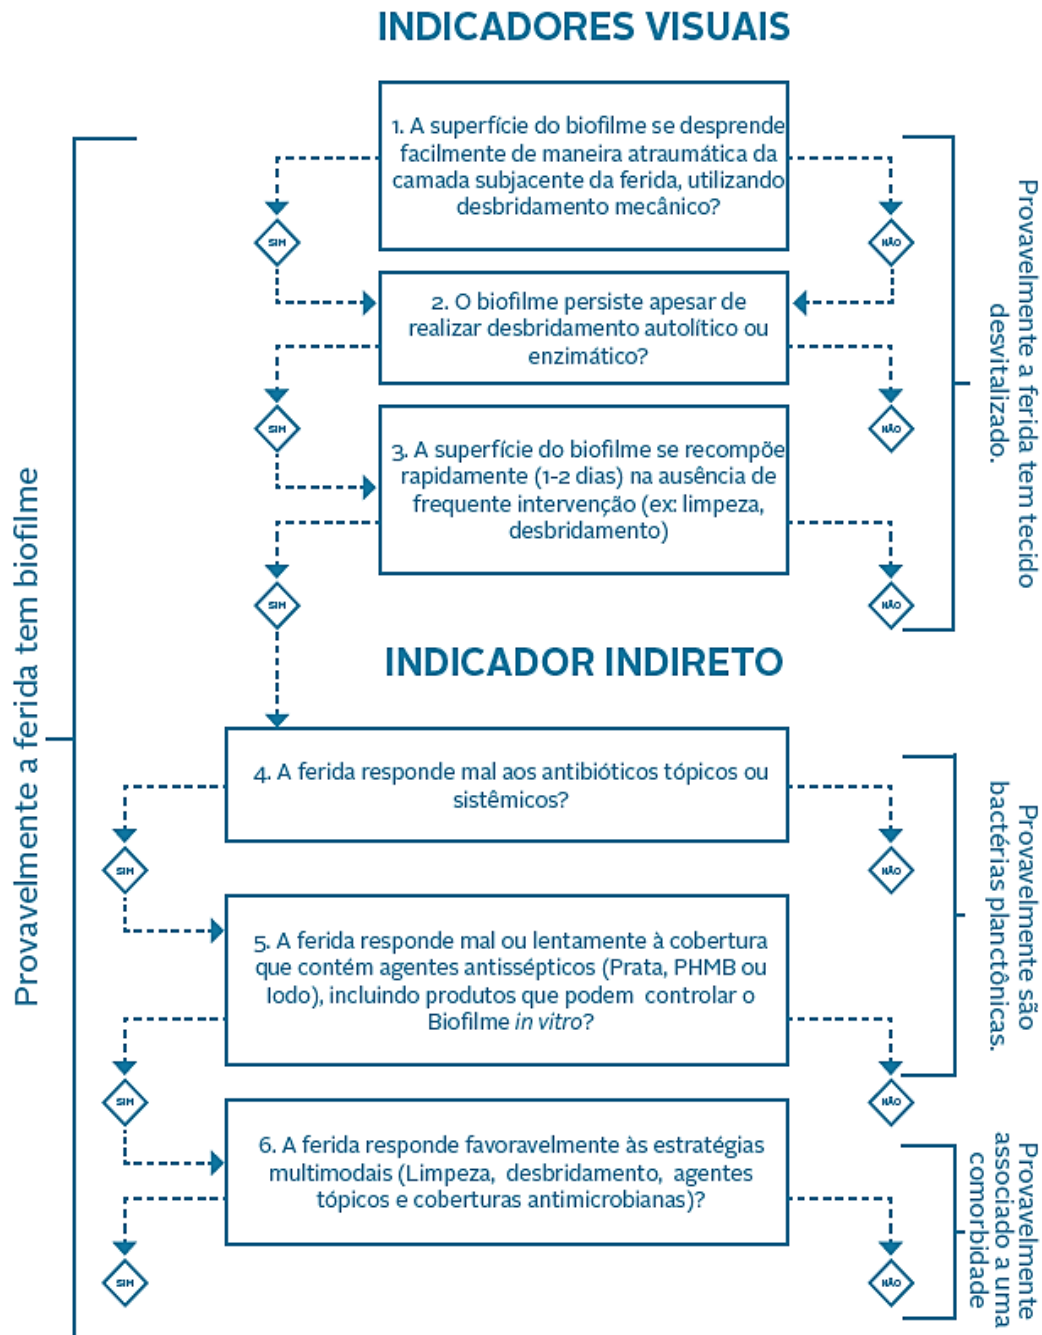 INDICADORES VISUAIS
1. A superfície do biofilme se desprende
facilmente de maneira atraumática da
camada subjacente da ferida, utilizando
desbridamento mecânico?
SIM
NÃO
2. O biofilme persiste apesar de
realizar desbridamento autolítico ou
enzimático?
SIM
NÃO
3. A superfície do biofilme se recompõe
rapidamente (1-2 dias) na ausência de
frequente intervenção (ex: limpeza,
desbridamento)
SIM
NÃO
Provavelmente a ferida tem tecido
desvitalizado.
Provavelmente a ferida tem biofilme
INDICADOR INDIRETO
4. A ferida responde mal aos antibióticos tópicos ou
sistêmicos?
SIM
NÃO
5. A ferida responde mal ou lentamente à cobertura
que contém agentes antissépticos (Prata, PHMB ou
Iodo), incluindo produtos que podem controlar o
Biofilme in vitro?
SIM
NÃO
Provavelmente são
bactérias planctônicas.
6. A ferida responde favoravelmente às estratégias
multimodais (Limpeza, desbridamento, agentes
tópicos e coberturas antimicrobianas)?
SIM
NÃO
Provavelmente
associado a uma
comorbidade